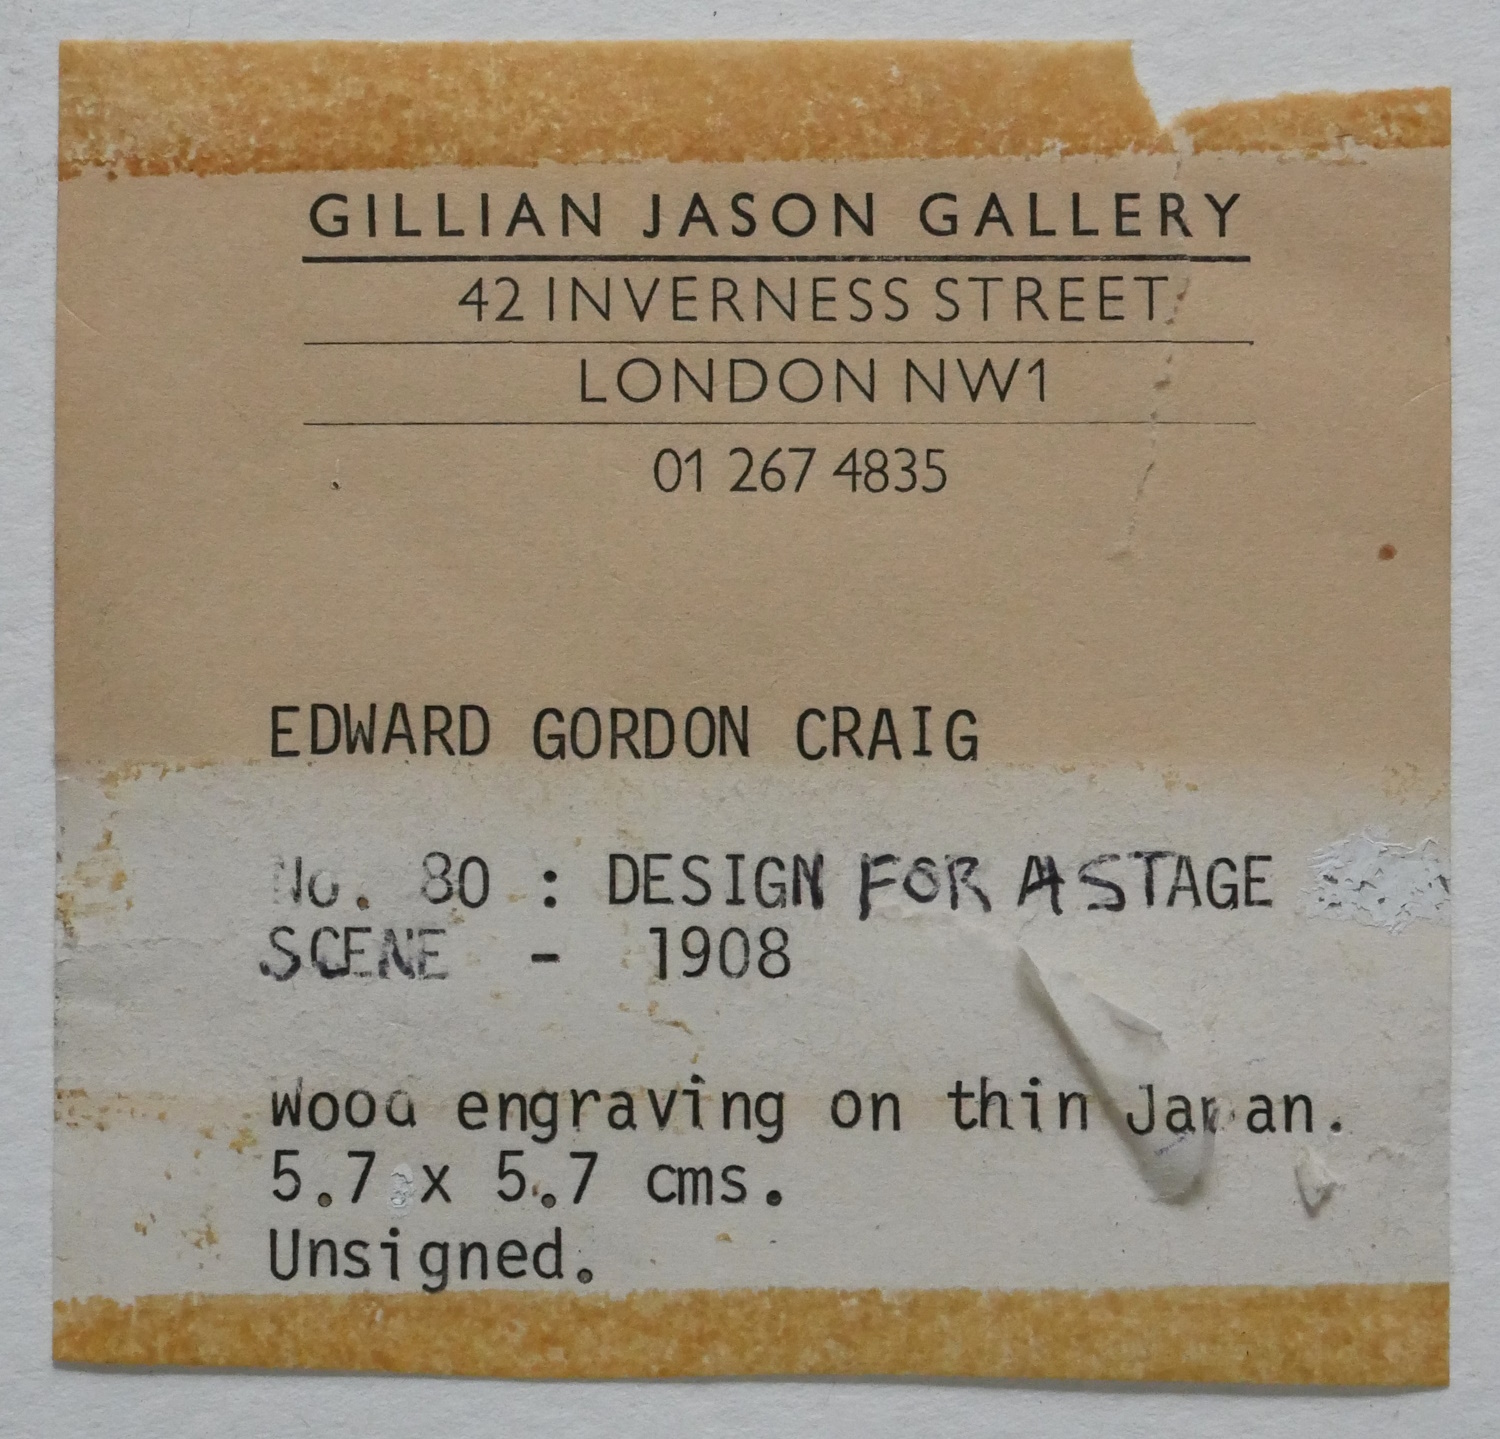 GILLIAN JASON GALLERY
42 INVERNESS STREET
LONDON NW1
01 267 4835
EDWARD GORDON CRAIG
No. 80 : DESIGN FOR A STAGE
SCENE - 1908
Wood engraving on thin Japan.
5.7 x 5.7 cms.
Unsigned.